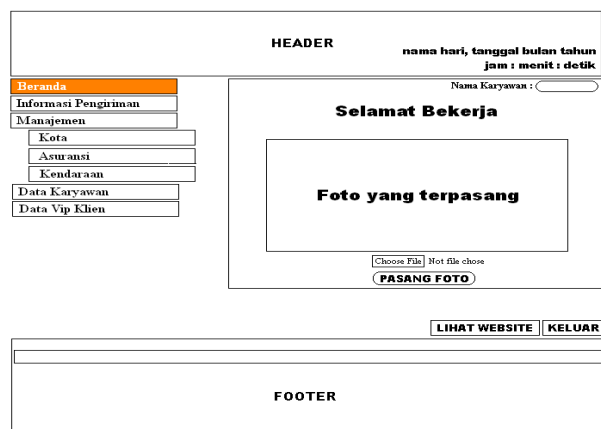 HEADER
nama hari, tanggal bulan tahun
jam : menit : detik
Beranda
Informasi Pengiriman
Manajemen
Kota
Asuransi
Kendaraan
Data Karyawan
Data Vip Klien
Nama Karyawan :
Selamat Bekerja
Foto yang terpasang
Choose File Not file chose
PASANG FOTO
LIHAT WEBSITE KELUAR
FOOTER